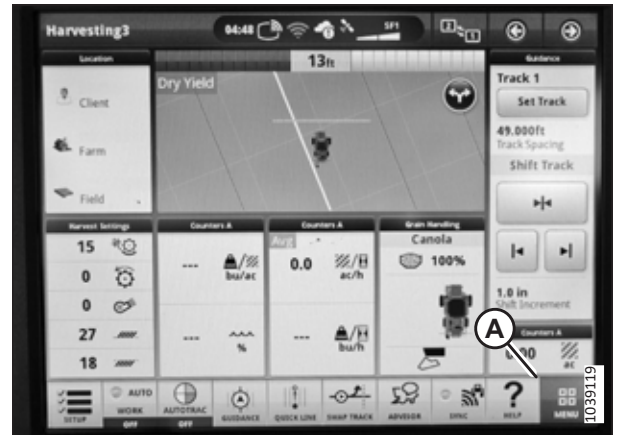 Harvesting3
04:48
SF1
2
1
Location
Client
Farm
Field
13ft
Dry Yield
Guidance
Track 1
Set Track
49.000ft
Track Spacing
Shift Track
1.0 in
Shift Increment
Counters A
0.00
ac
Harvest Settings
15
0
0
27
18
Counters A
---
bu/ac
---
%
Counters A
Avg
0.0
ac/h
---
bu/h
Grain Handling
Canola
100%
A
SETUP
AUTO
WORK
OFF
AUTOTRAC
OFF
GUIDANCE
QUICK LINE
SWAP TRACK
ADVISOR
SYNC
?
HELP
MENU
1039119